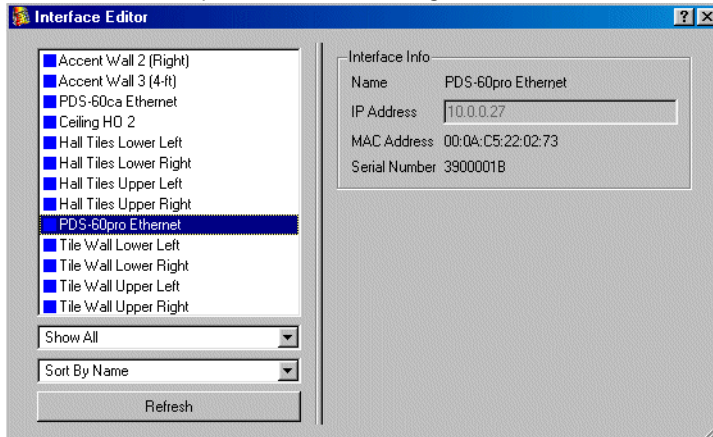 Interface Editor
Accent Wall 2 (Right)
Accent Wall 3 (4-ft)
PDS-60ca Ethernet
Ceiling HO 2
Hall Tiles Lower Left
Hall Tiles Lower Right
Hall Tiles Upper Left
Hall Tiles Upper Right
PDS-60pro Ethernet
Tile Wall Lower Left
Tile Wall Lower Right
Tile Wall Upper Left
Tile Wall Upper Right
Show All
Sort By Name
Refresh
Interface Info
Name PDS-60pro Ethernet
IP Address 10.0.0.27
MAC Address 00:0A:C5:22:02:73
Serial Number 3900001B